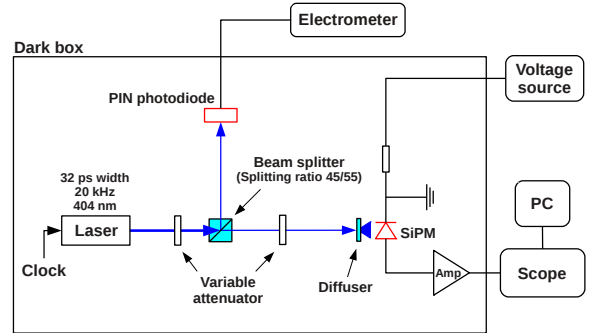 Electrometer
Dark box
Voltage
source
PIN photodiode
32 ps width
20 kHz
404 nm
Beam splitter
(Splitting ratio 45/55)
PC
Laser
SiPM
Clock
Variable
attenuator
Diffuser
Amp
Scope